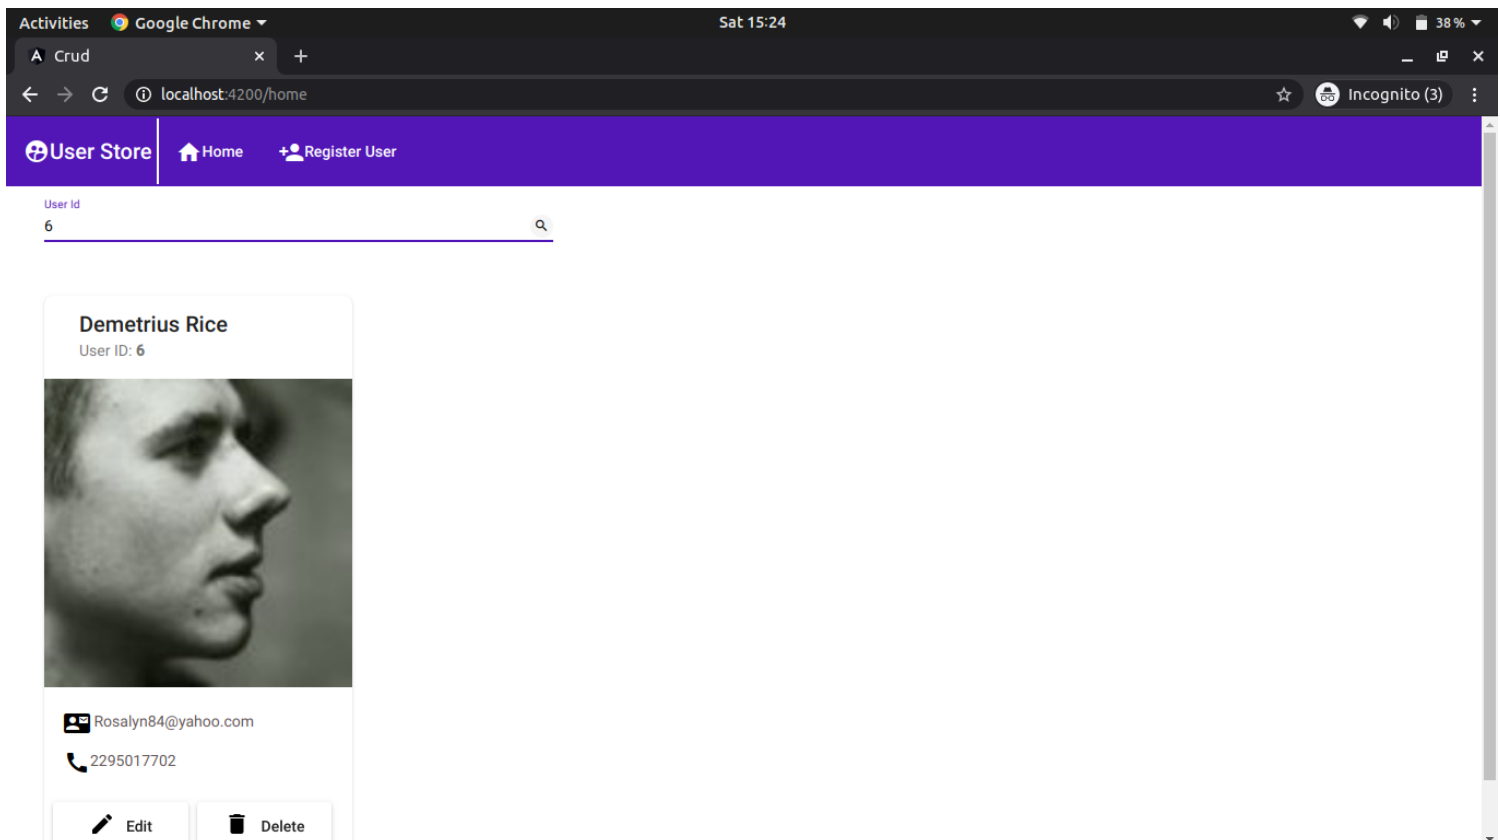 Activities Google Chrome Sat 15:24 38%
Crud
localhost:4200/home Incognito (3)
User Store Home Register User
User Id
6
Demetrius Rice
User ID: 6
Rosalyn84@yahoo.com
2295017702
Edit Delete